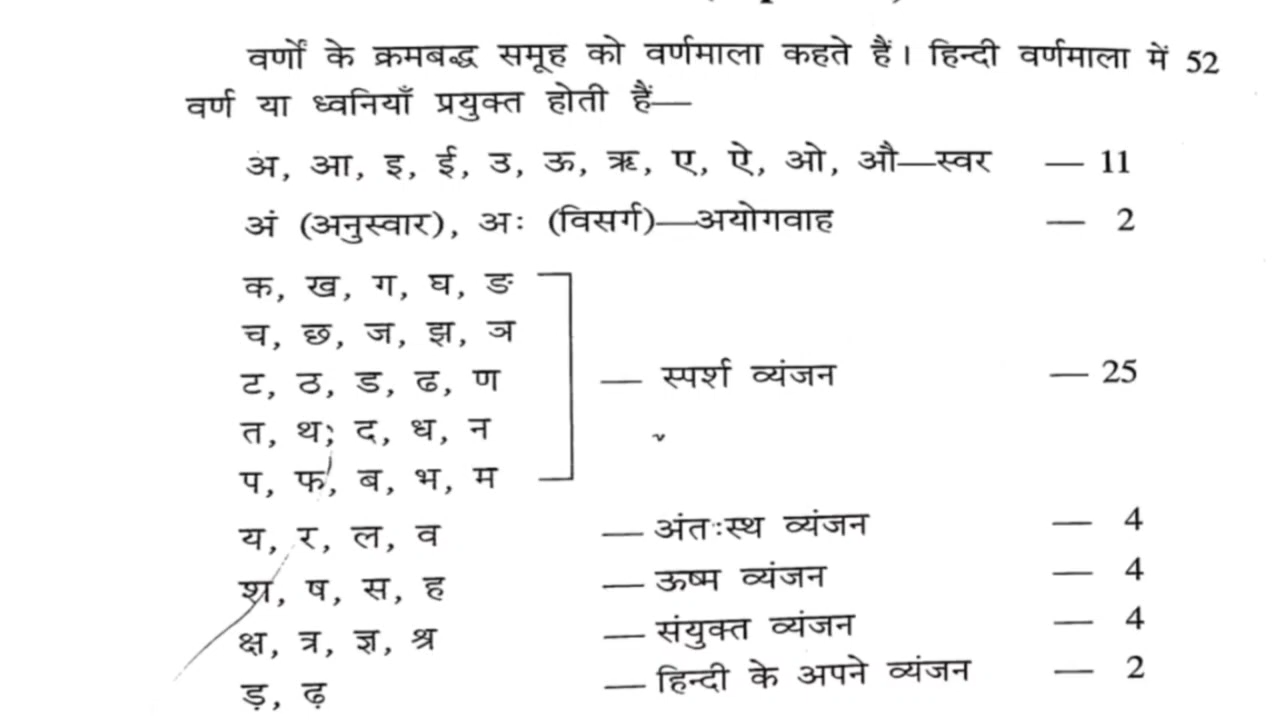 वर्णों के क्रमबद्ध समूह को वर्णमाला कहते हैं। हिन्दी वर्णमाला में 52
वर्ण या ध्वनियाँ प्रयुक्त होती हैं—
अ, आ, इ, ई, उ, ऊ, ऋ, ए, ऐ, ओ, औ—स्वर — 11
अं (अनुस्वार), अः (विसर्ग)—अयोगवाह — 2
क, ख, ग, घ, ङ
च, छ, ज, झ, ञ
ट, ठ, ड, ढ, ण — स्पर्श व्यंजन — 25
त, थ, द, ध, न
प, फ, ब, भ, म
य, र, ल, व — अंतःस्थ व्यंजन — 4
श, ष, स, ह — ऊष्म व्यंजन — 4
क्ष, त्र, ज्ञ, श्र — संयुक्त व्यंजन — 4
ड़, ढ़ — हिन्दी के अपने व्यंजन — 2